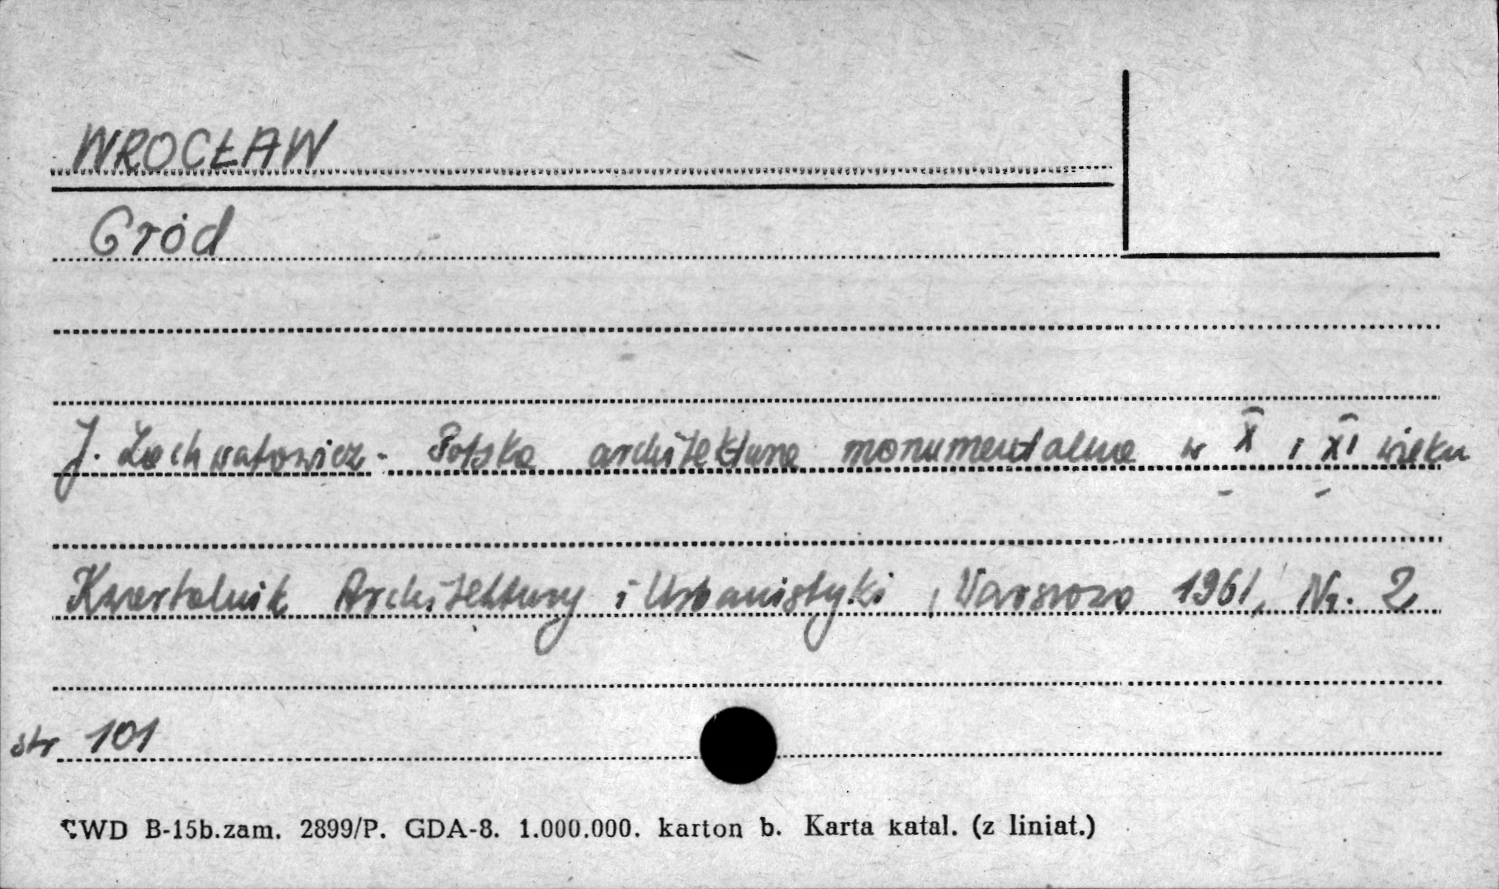 WROCŁAW
Gród
J. Zachwatowicz - Polska architektura monumentalna w X i XI wieku
Kwartalnik Architektury i Urbanistyki, Warszawa 1961, Nr. 2
str 101
CWD B-15b.zam. 2899/P. GDA-8. 1.000.000. karton b. Karta katal. (z liniat.)